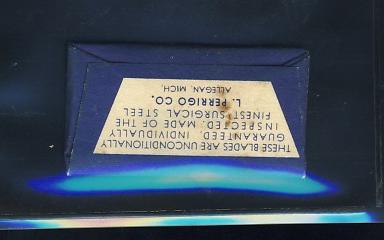 THESE BLADES ARE UNCONDITIONALLY
GUARANTEED. INDIVIDUALLY
INSPECTED. MADE OF THE
FINEST SURGICAL STEEL
L. PERRIGO CO.
ALLEGAN, MICH.